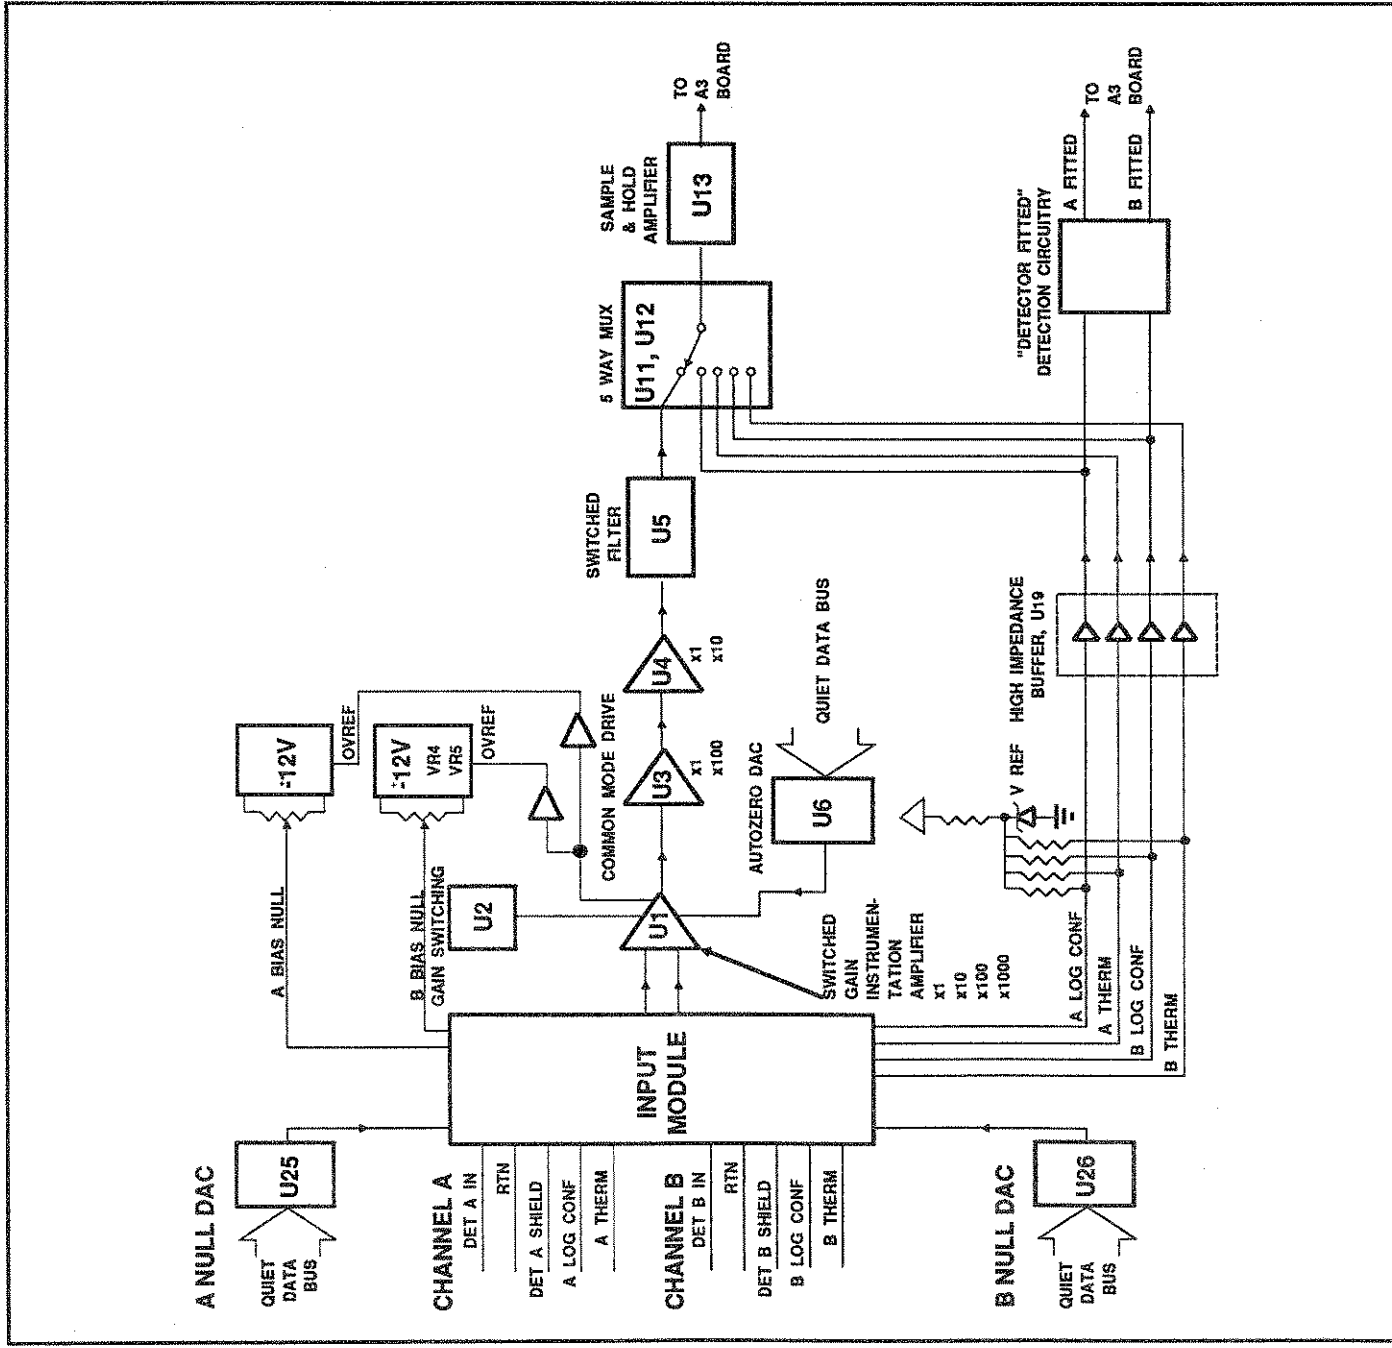 A NULL DAC
QUIET
DATA
BUS
U25
CHANNEL A
DET A IN
RTN
DET A SHIELD
A LOG CONF
A THERM
CHANNEL B
DET B IN
RTN
DET B SHIELD
B LOG CONF
B THERM
B NULL DAC
QUIET
DATA
BUS
U26
INPUT
MODULE
A BIAS NULL
B BIAS NULL
GAIN SWITCHING
U2
±12V
OVREF
±12V
VR4
VR5
OVREF
COMMON MODE DRIVE
U1
SWITCHED
GAIN
INSTRUMEN-
TATION
AMPLIFIER
x1
x10
x100
x1000
U3
x1
x100
U4
x1
x10
AUTOZERO DAC
U6
QUIET DATA BUS
SWITCHED
FILTER
U5
5 WAY MUX
U11, U12
SAMPLE
& HOLD
AMPLIFIER
U13
TO
A3
BOARD
A LOG CONF
A THERM
B LOG CONF
B THERM
V REF
HIGH IMPEDANCE
BUFFER, U19
"DETECTOR FITTED"
DETECTION CIRCUITRY
A FITTED
B FITTED
TO
A3
BOARD